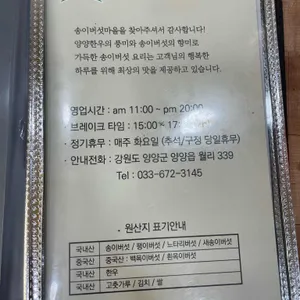 송이버섯마을을 찾아주셔서 감사합니다!
양양한우의 풍미와 송이버섯의 향미로
가득한 송이버섯 요리는 고객님의 행복한
하루를 위해 최상의 맛을 제공하고 있습니다.
영업시간 : am 11:00 ~ pm 20:00
브레이크 타임 : 15:00 ~ 17:
· 정기휴무 : 매주 화요일 (추석/구정 당일휴무)
· 안내전화 : 강원도 양양군 양양읍 월리 339
Tel : 033-672-3145
· 원산지 표기안내
국내산 송이버섯 / 팽이버섯 / 느타리버섯 / 새송이버섯
중국산 중국산 : 백목이버섯 / 흰목이버섯
국내산 한우
국내산 고춧가루 / 김치 / 쌀